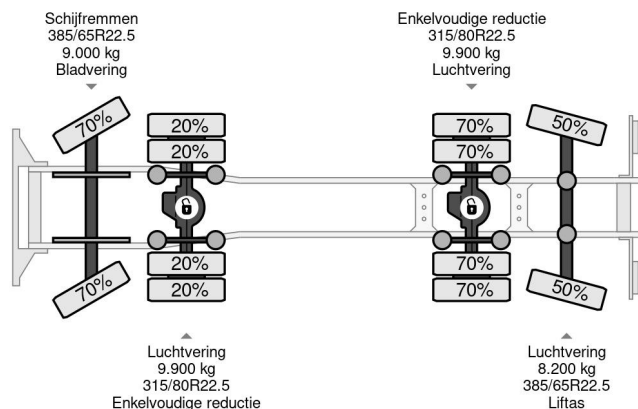 Schijfremmen
385/65R22.5
9.000 kg
Bladvering
Enkelvoudige reductie
315/80R22.5
9.900 kg
Luchtvering
70%
20%
20%
70%
70%
50%
70%
20%
20%
70%
70%
50%
Luchtvering
9.900 kg
315/80R22.5
Enkelvoudige reductie
Luchtvering
8.200 kg
385/65R22.5
Liftas